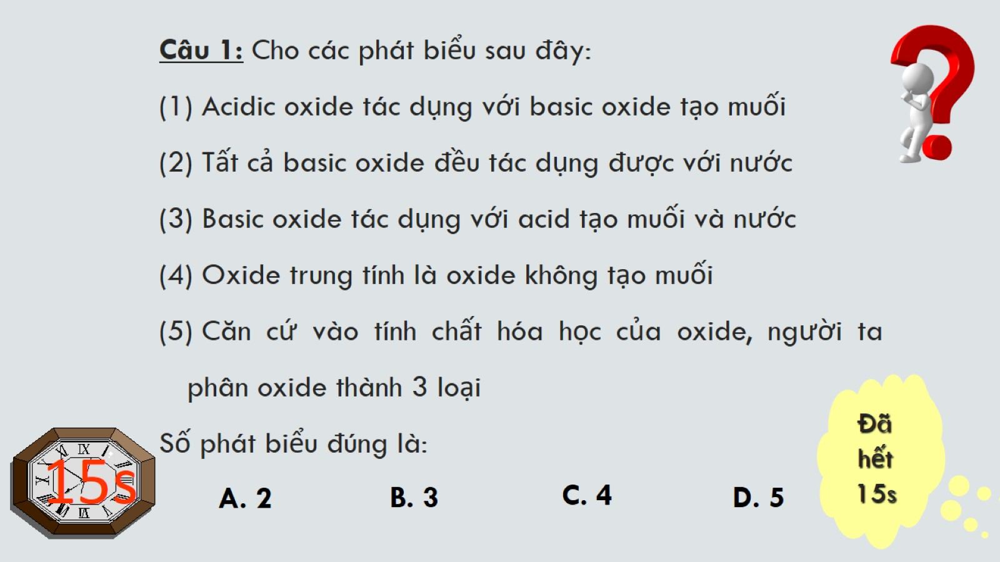 Câu 1: Cho các phát biểu sau đây:
(1) Acidic oxide tác dụng với basic oxide tạo muối
(2) Tất cả basic oxide đều tác dụng được với nước
(3) Basic oxide tác dụng với acid tạo muối và nước
(4) Oxide trung tính là oxide không tạo muối
(5) Căn cứ vào tính chất hóa học của oxide, người ta
phân oxide thành 3 loại
Số phát biểu đúng là:
A. 2 B. 3 C. 4 D. 5
15s
Đã
hết
15s